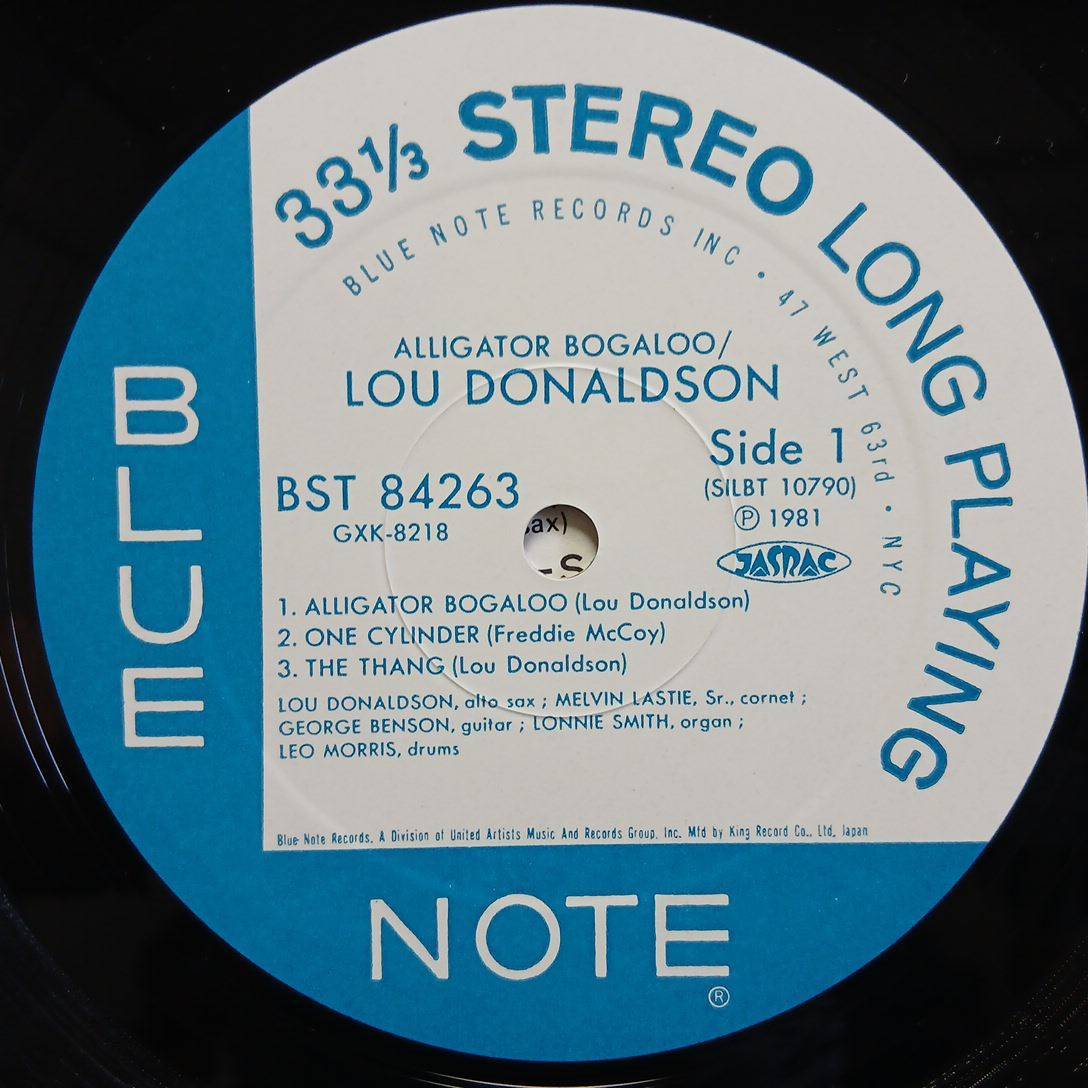 33⅓ STEREO LONG PLAYING
BLUE NOTE RECORDS INC • 47 WEST 63rd • NYC
ALLIGATOR BOGALOO/
LOU DONALDSON
Side 1
BST 84263
(SILBT 10790)
GXK-8218
Ⓟ 1981
JASRAC
ax)
1. ALLIGATOR BOGALOO (Lou Donaldson)
2. ONE CYLINDER (Freddie McCoy)
3. THE THANG (Lou Donaldson)
LOU DONALDSON, alto sax ; MELVIN LASTIE, Sr., cornet ;
GEORGE BENSON, guitar ; LONNIE SMITH, organ ;
LEO MORRIS, drums
Blue Note Records, A Division of United Artists Music And Records Group, Inc. Mfd by King Record Co., Ltd. Japan
BLUE
NOTE
®